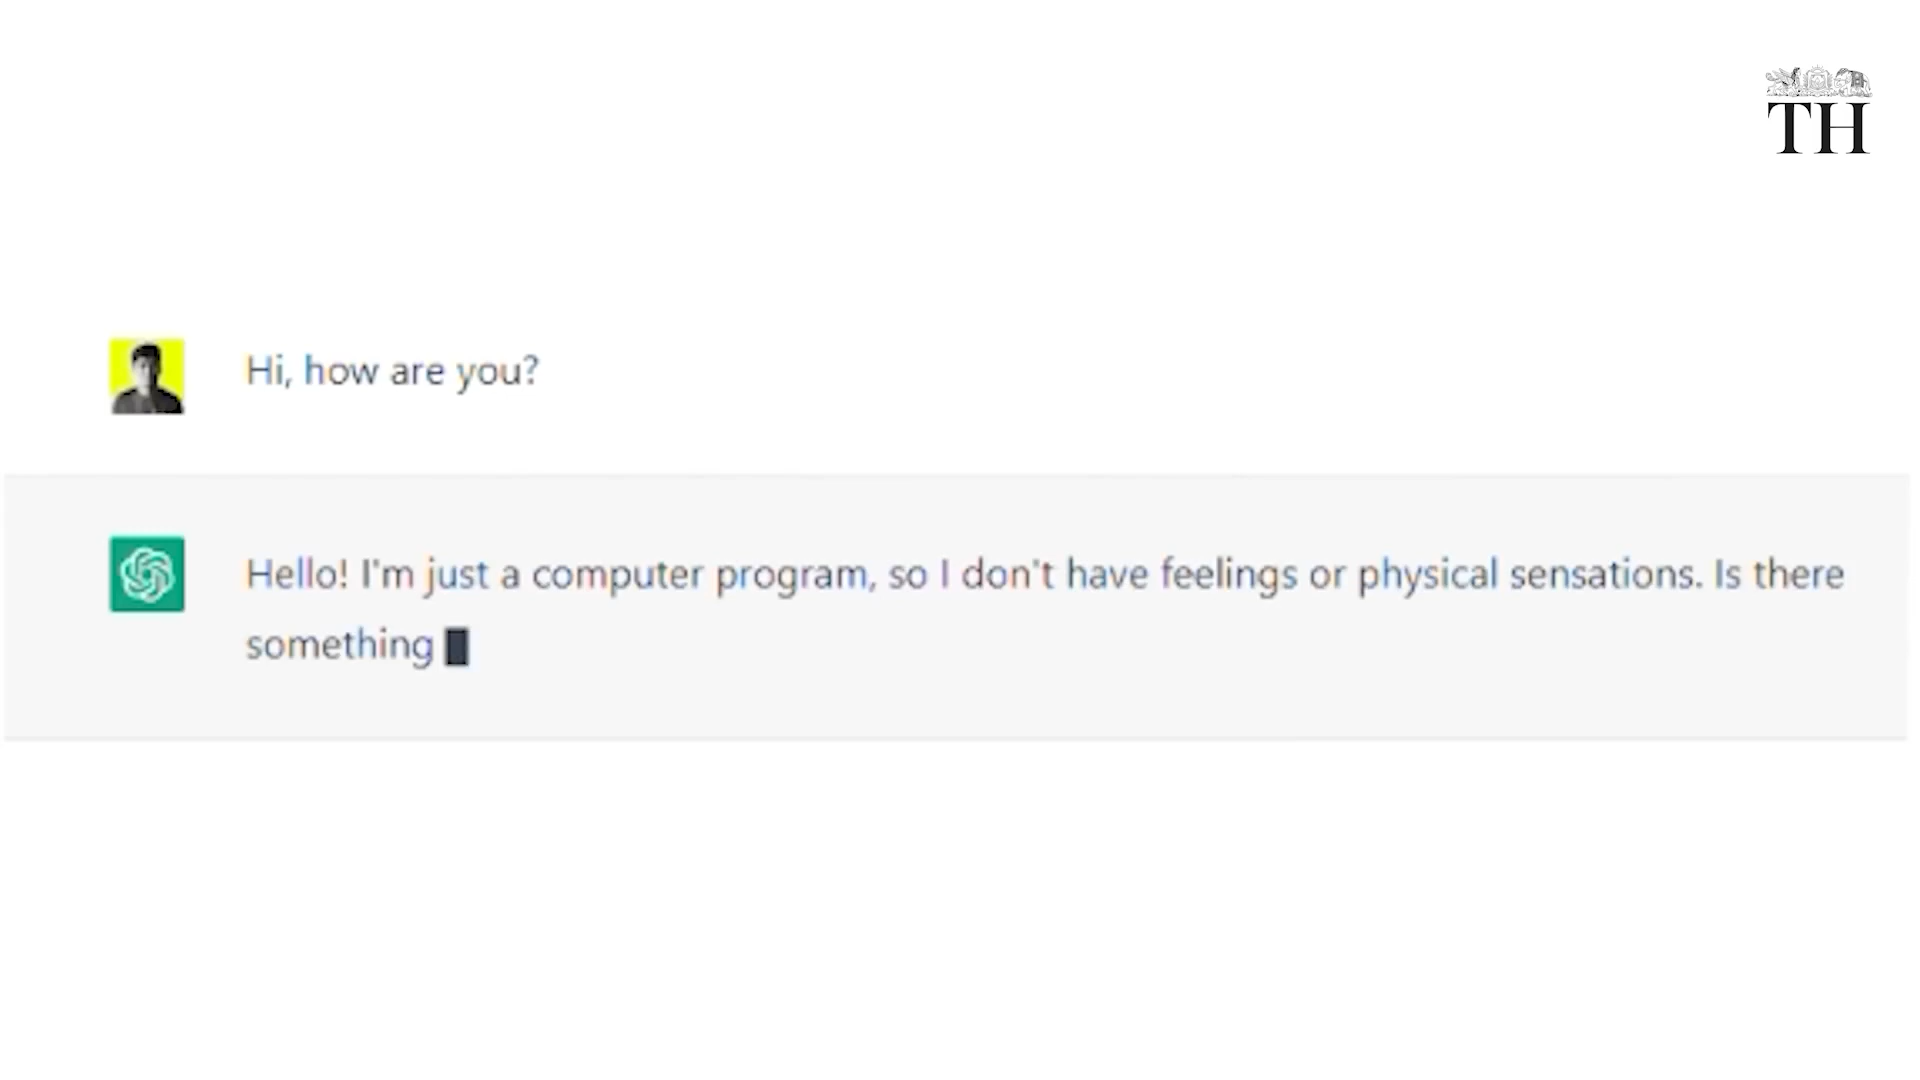 TH
Hi, how are you?
Hello! I'm just a computer program, so I don't have feelings or physical sensations. Is there
something